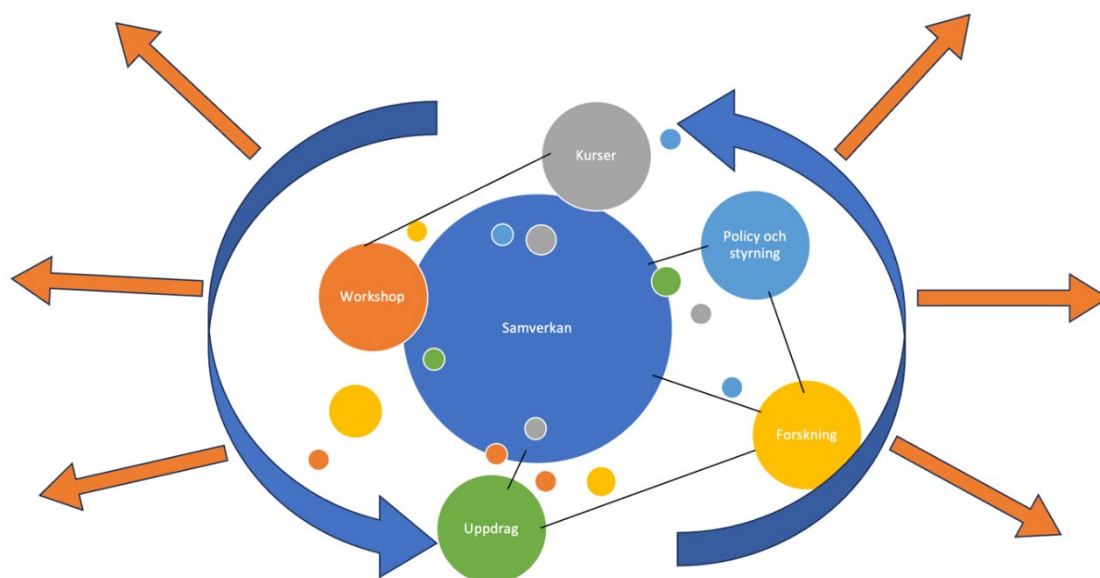 Kurser
Policy och
styrning
Workshop
Samverkan
Forskning
Uppdrag